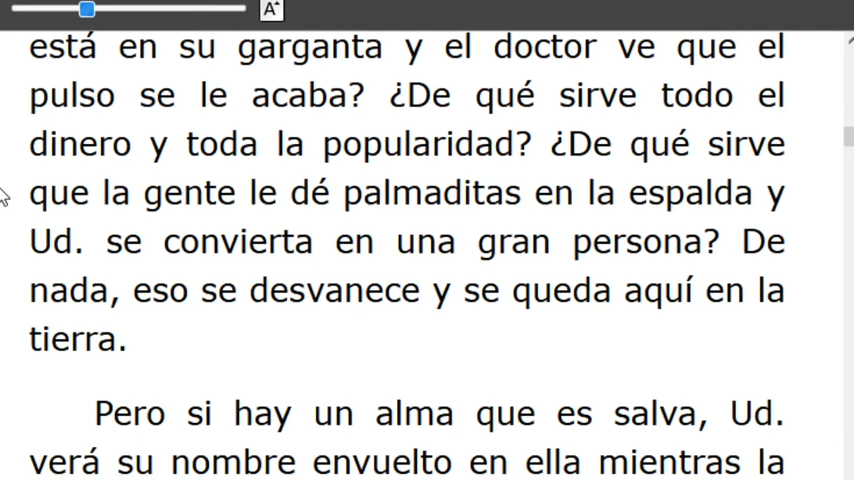 A
está en su garganta y el doctor ve que el
pulso se le acaba? ¿De qué sirve todo el
dinero y toda la popularidad? ¿De qué sirve
que la gente le dé palmaditas en la espalda y
Ud. se convierta en una gran persona? De
nada, eso se desvanece y se queda aquí en la
tierra.
Pero si hay un alma que es salva, Ud.
verá su nombre envuelto en ella mientras la